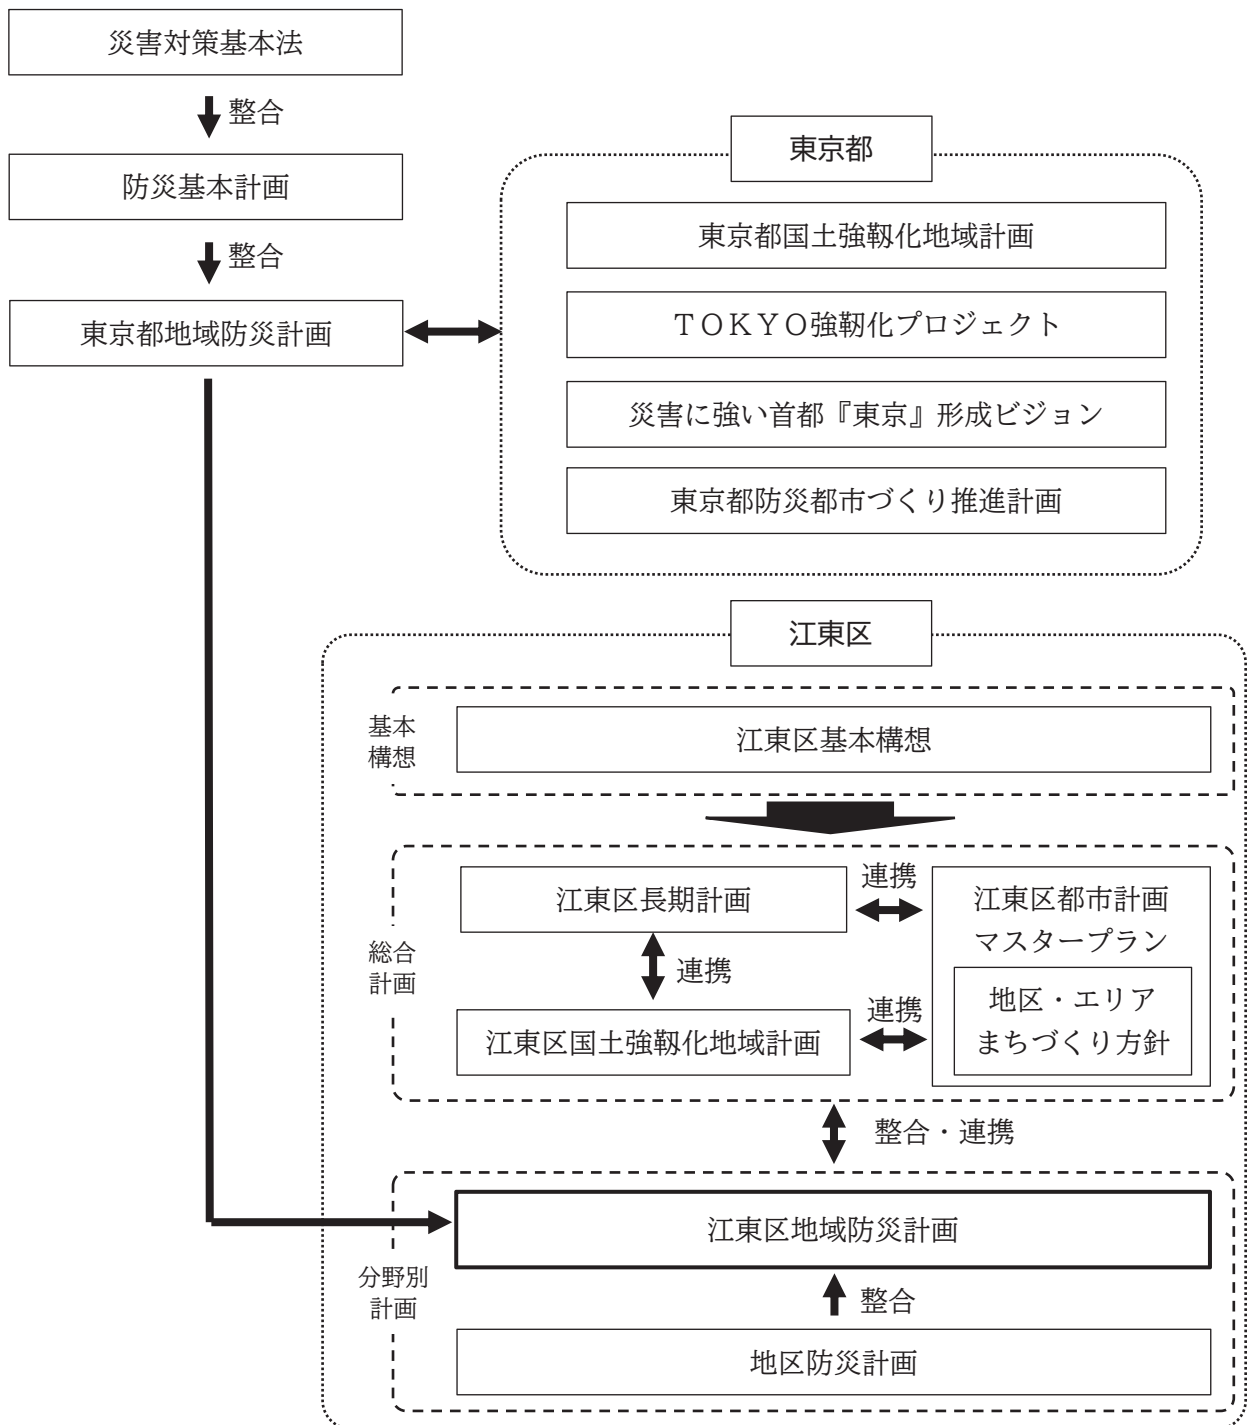 災害対策基本法
整合
防災基本計画
整合
東京都地域防災計画
東京都
東京都国土強靱化地域計画
ＴＯＫＹＯ強靭化プロジェクト
災害に強い首都『東京』形成ビジョン
東京都防災都市づくり推進計画
江東区
基本
構想
江東区基本構想
総合
計画
江東区長期計画
連携
江東区都市計画
マスタープラン
連携
地区・エリア
まちづくり方針
江東区国土強靱化地域計画
連携
整合・連携
分野別
計画
江東区地域防災計画
整合
地区防災計画